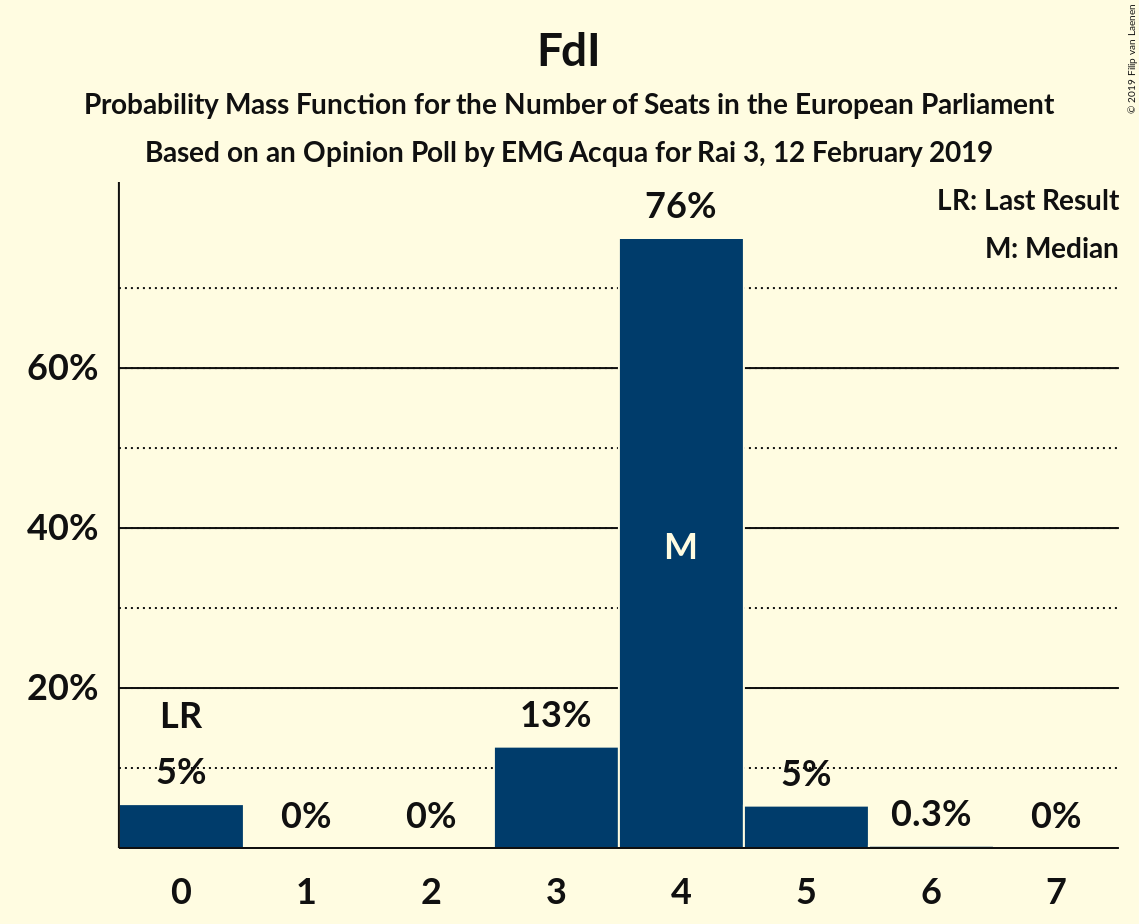 FdI
Probability Mass Function for the Number of Seats in the European Parliament
Based on an Opinion Poll by EMG Acqua for Rai 3, 12 February 2019
© 2019 Filip van Laenen
LR: Last Result
M: Median
76%
60%
40%
M
20%
LR
13%
5%
5%
0%
0%
0.3%
0%
0 1 2 3 4 5 6 7